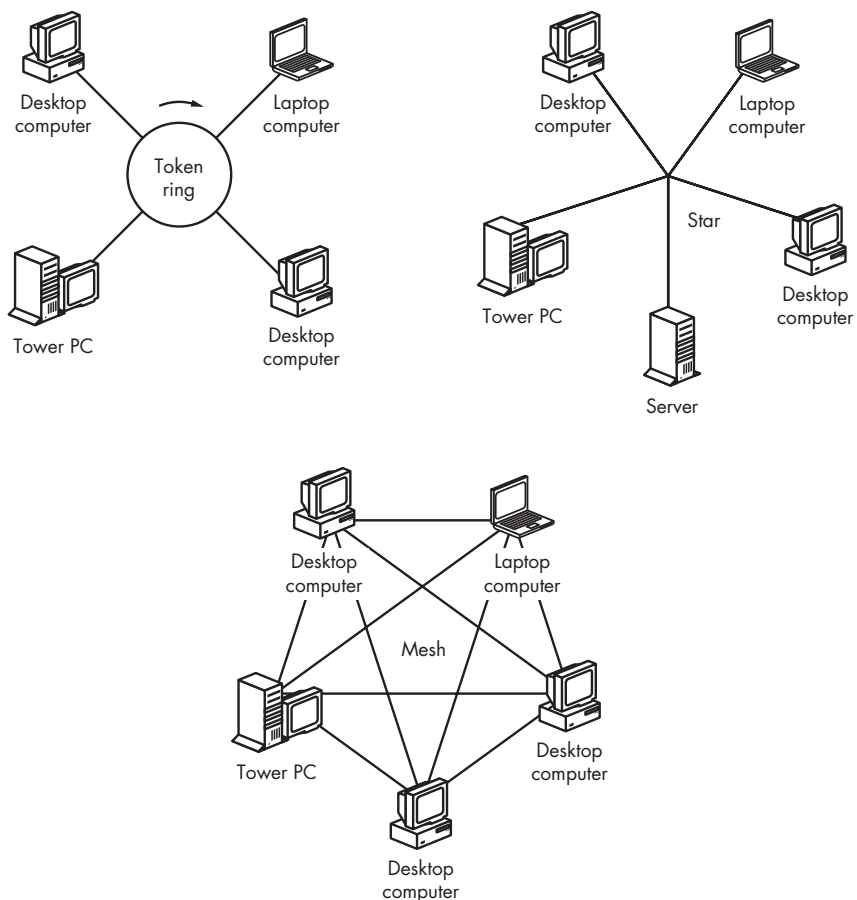 Desktop
computer
Laptop
computer
Token
ring
Tower PC
Desktop
computer
Desktop
computer
Laptop
computer
Star
Tower PC
Desktop
computer
Server
Desktop
computer
Laptop
computer
Mesh
Tower PC
Desktop
computer
Desktop
computer